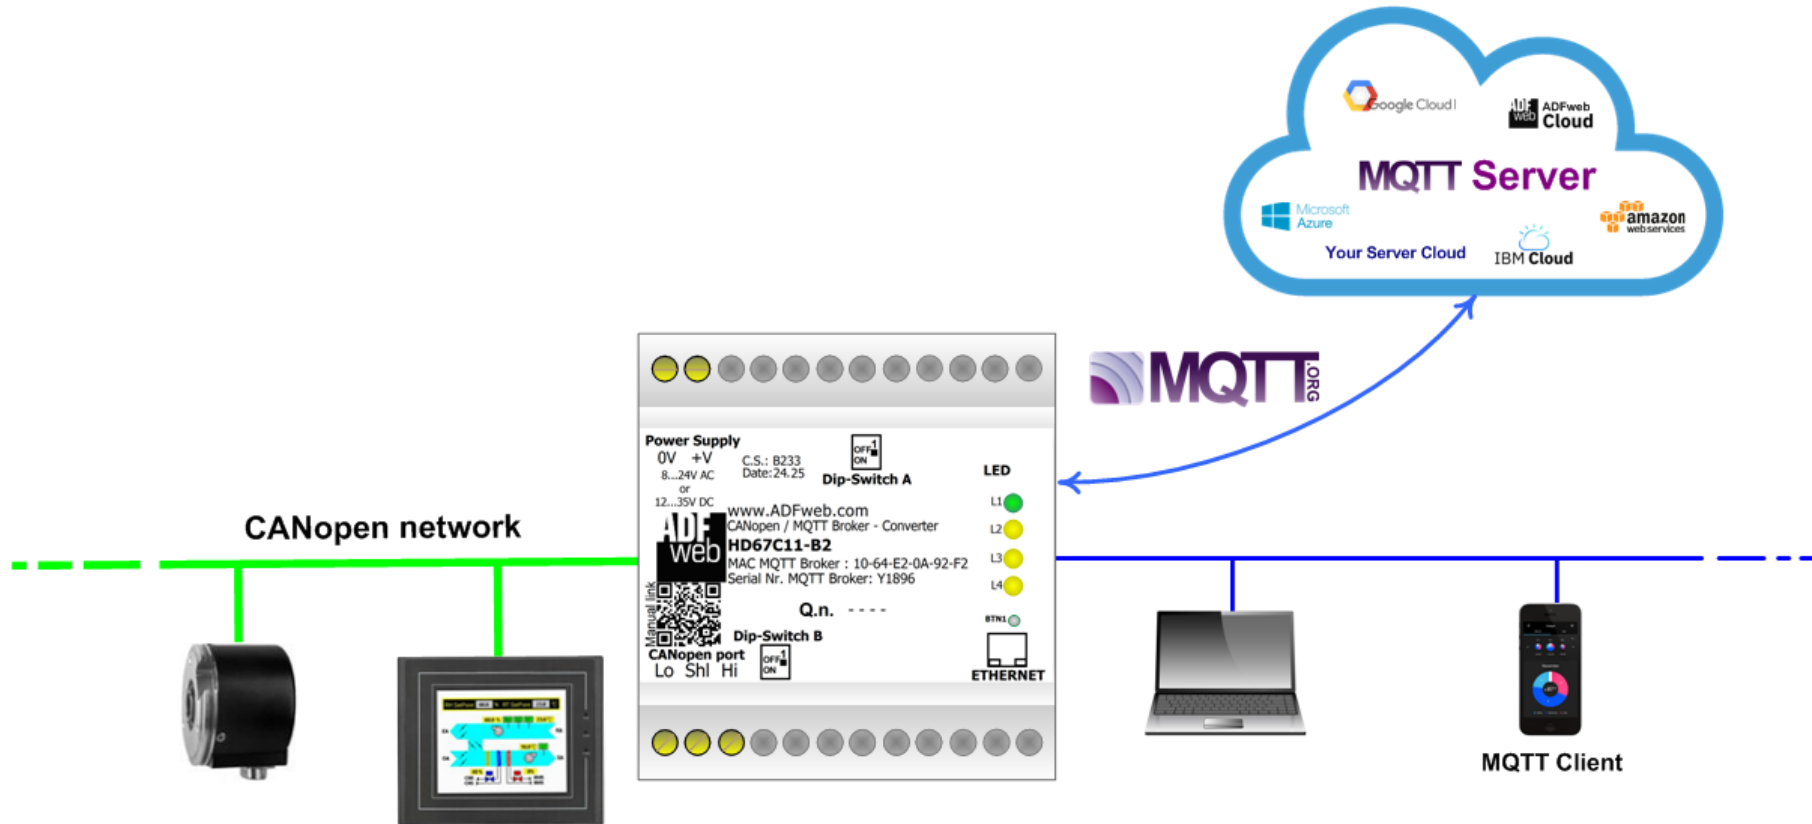 Google Cloud
ADF
web
ADFweb
Cloud
MQTT Server
Microsoft
Azure
amazon
webservices
Your Server Cloud
IBM Cloud
MQTT.ORG
Power Supply
0V +V
8...24V AC
or
12...35V DC
C.S.: B233
Date:24.25
OFF 1
ON
Dip-Switch A
LED
L1
L2
L3
L4
BTN1
ETHERNET
www.ADFweb.com
CANopen / MQTT Broker - Converter
HD67C11-B2
MAC MQTT Broker : 10-64-E2-0A-92-F2
Serial Nr. MQTT Broker: Y1896
ADF
web
Manual link
Q.n. - - - -
Dip-Switch B
OFF 1
ON
CANopen port
Lo Shl Hi
CANopen network
MQTT Client